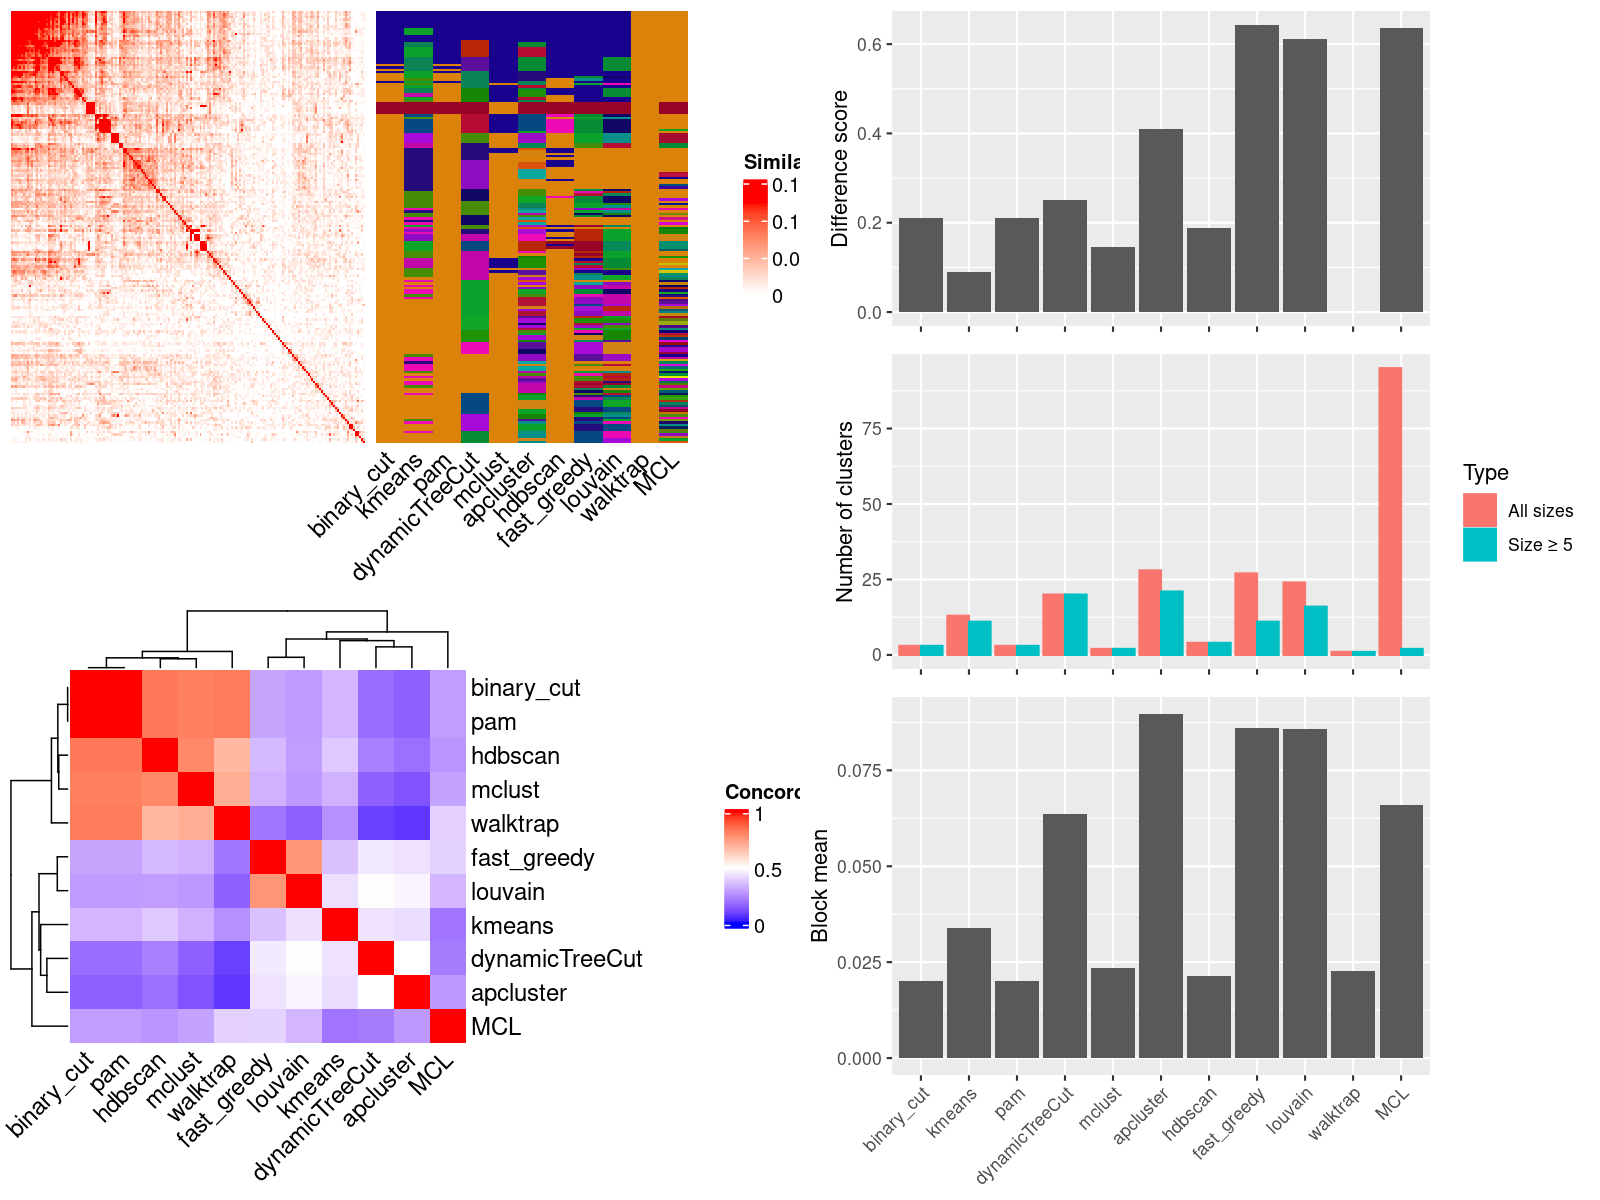 Simila
0.1
0.1
0.0
0
binary_cut
kmeans
pam
dynamicTreeCut
mclust
apcluster
hdbscan
fast_greedy
louvain
walktrap
MCL
binary_cut
pam
hdbscan
mclust
walktrap
fast_greedy
louvain
kmeans
dynamicTreeCut
apcluster
MCL
binary_cut
pam
hdbscan
mclust
walktrap
fast_greedy
louvain
kmeans
dynamicTreeCut
apcluster
MCL
Concord
1
0.5
0
Difference score
0.6
0.4
0.2
0.0
Number of clusters
75
50
25
0
Type
All sizes
Size ≥ 5
Block mean
0.075
0.050
0.025
0.000
binary_cut
kmeans
pam
dynamicTreeCut
mclust
apcluster
hdbscan
fast_greedy
louvain
walktrap
MCL